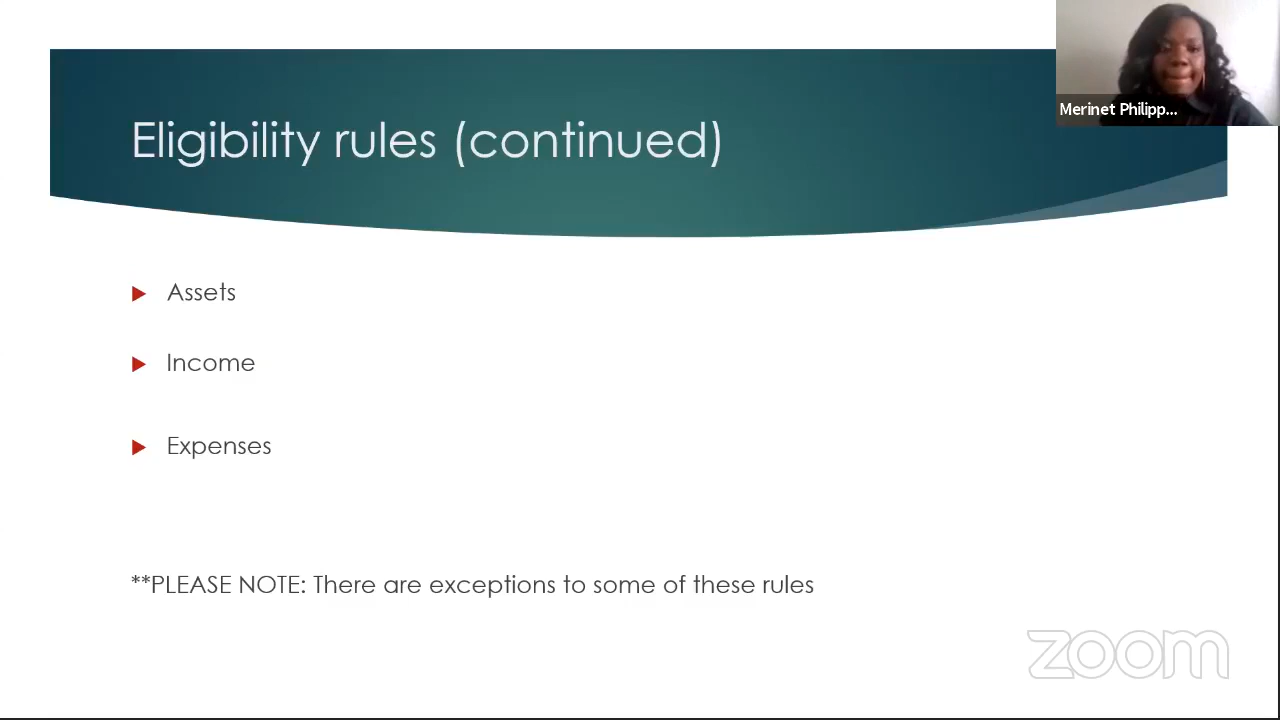 Merinet Philipp...
Eligibility rules (continued)
Assets
Income
Expenses
**PLEASE NOTE: There are exceptions to some of these rules
zoom